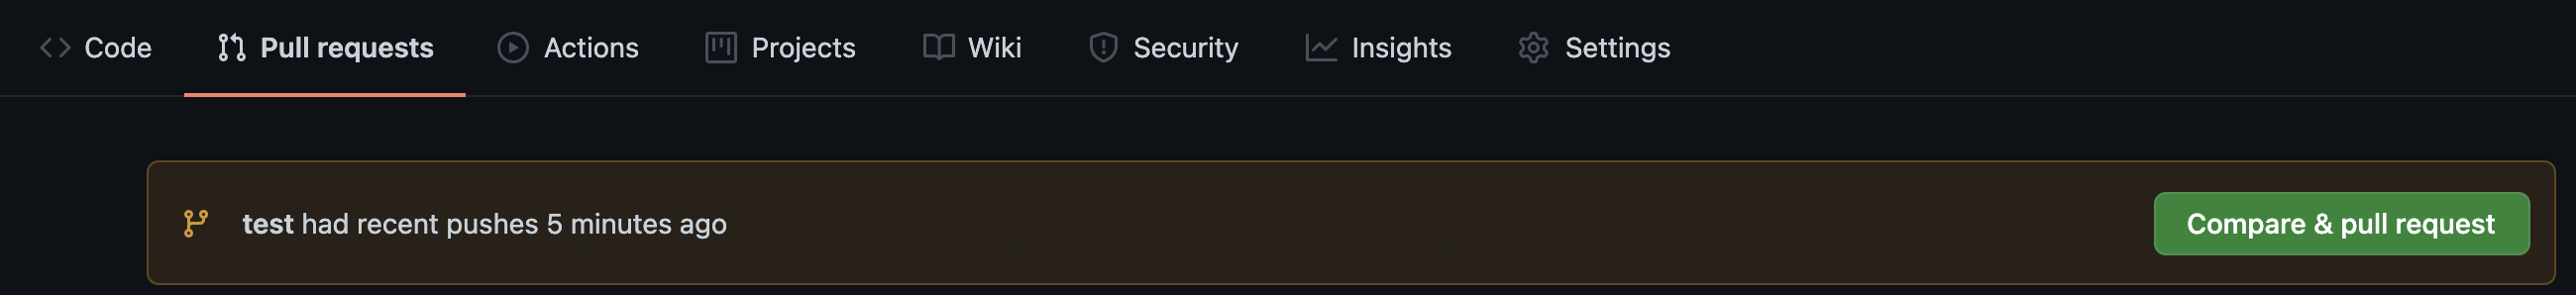 Code Pull requests Actions Projects Wiki Security Insights Settings
test had recent pushes 5 minutes ago Compare & pull request